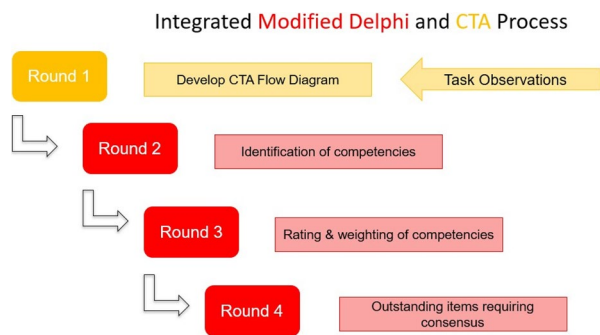 Integrated Modified Delphi and CTA Process
Round 1
Develop CTA Flow Diagram
Task Observations
Round 2
Identification of competencies
Round 3
Rating & weighting of competencies
Round 4
Outstanding items requiring
consensus